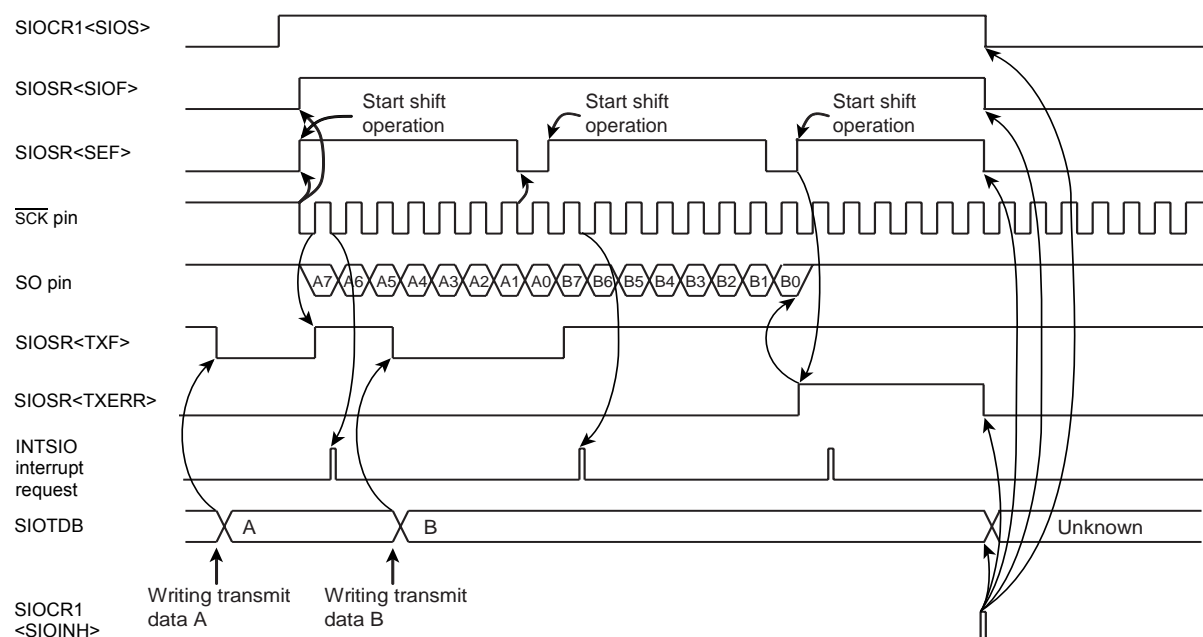 SIOCR1<SIOS>
SIOSR<SIOF>
Start shift
operation
Start shift
operation
Start shift
operation
SIOSR<SEF>
SCK pin
SO pin
A7 A6 A5 A4 A3 A2 A1 A0 B7 B6 B5 B4 B3 B2 B1 B0
SIOSR<TXF>
SIOSR<TXERR>
INTSIO
interrupt
request
SIOTDB
A
B
Unknown
Writing transmit
data A
Writing transmit
data B
SIOCR1
<SIOINH>